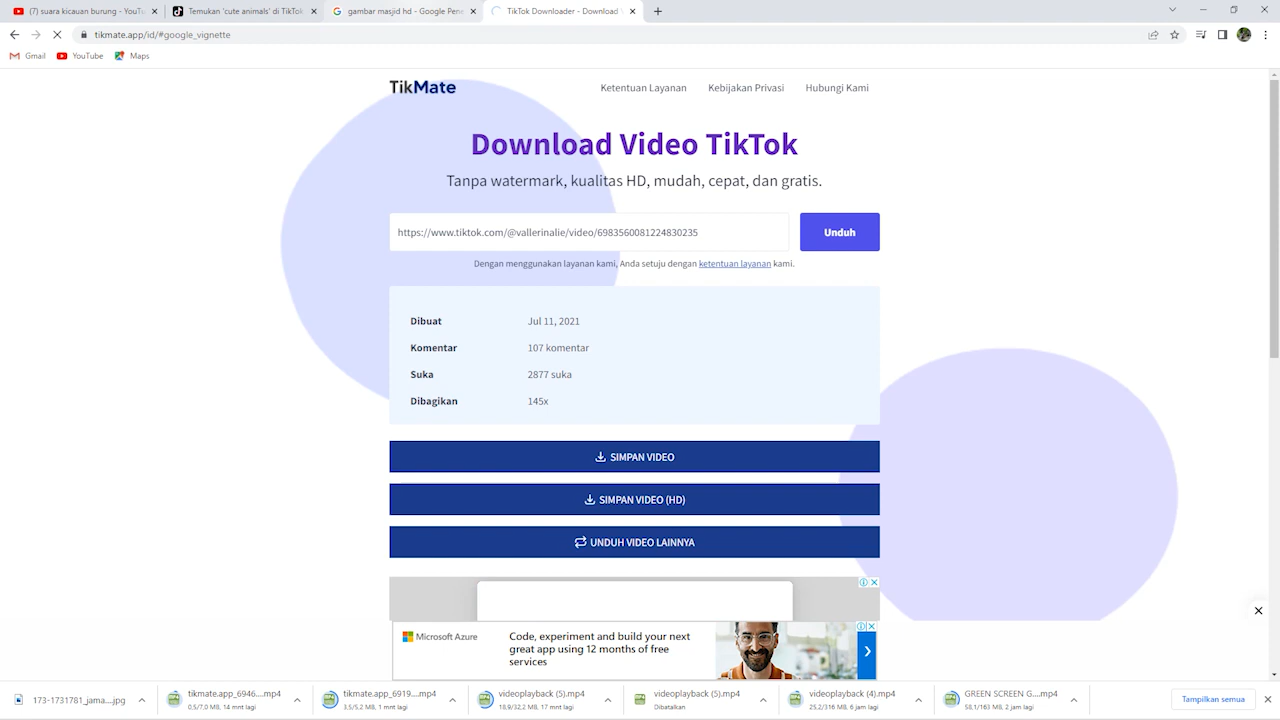 (7) suara kicauan burung - YouTu
Temukan 'cute animals' di TikTok
gambar masjid hd - Google Pene
TikTok Downloader - Download V
tikmate.app/id/#google_vignette
Gmail
YouTube
Maps
TikMate
Ketentuan Layanan
Kebijakan Privasi
Hubungi Kami
Download Video TikTok
Tanpa watermark, kualitas HD, mudah, cepat, dan gratis.
https://www.tiktok.com/@vallerinalie/video/6983560081224830235
Unduh
Dengan menggunakan layanan kami, Anda setuju dengan ketentuan layanan kami.
Dibuat Jul 11, 2021
Komentar 107 komentar
Suka 2877 suka
Dibagikan 145x
SIMPAN VIDEO
SIMPAN VIDEO (HD)
UNDUH VIDEO LAINNYA
Microsoft Azure
Code, experiment and build your next
great app using 12 months of free
services
173-1731781_jama....jpg
tikmate.app_6946....mp4
0,5/7,0 MB, 14 mnt lagi
tikmate.app_6919....mp4
3,5/5,2 MB, 1 mnt lagi
videoplayback (5).mp4
18,9/32,2 MB, 17 mnt lagi
videoplayback (5).mp4
Dibatalkan
videoplayback (4).mp4
25,2/316 MB, 6 jam lagi
GREEN SCREEN G....mp4
58,1/163 MB, 2 jam lagi
Tampilkan semua